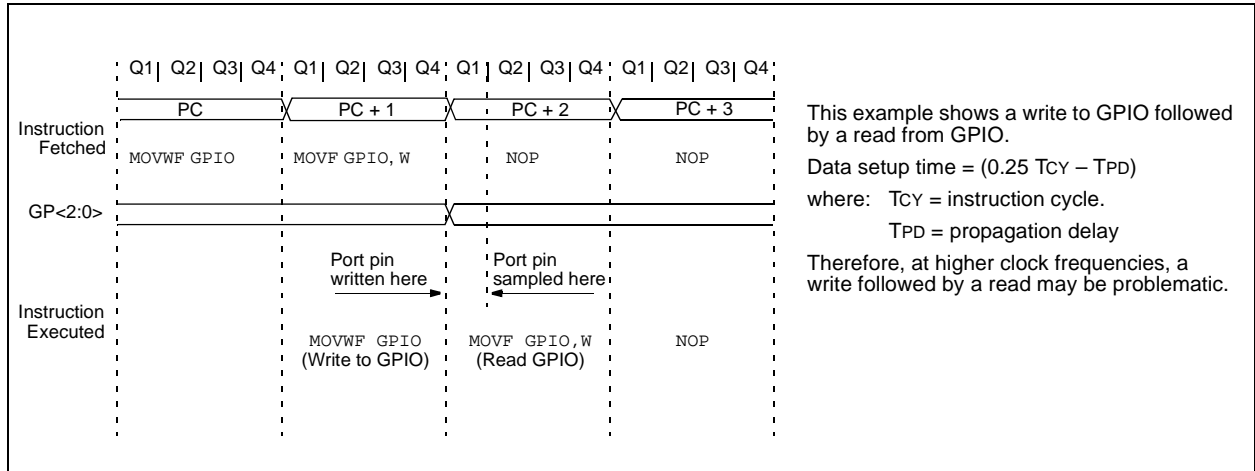 Q1| Q2| Q3| Q4 Q1| Q2| Q3| Q4 Q1| Q2| Q3| Q4 Q1| Q2| Q3| Q4
PC PC + 1 PC + 2 PC + 3
Instruction
Fetched
MOVWF GPIO MOVF GPIO, W NOP NOP
GP<2:0>
Port pin
written here
Port pin
sampled here
Instruction
Executed
MOVWF GPIO
(Write to GPIO)
MOVF GPIO,W
(Read GPIO)
NOP
This example shows a write to GPIO followed
by a read from GPIO.
Data setup time = (0.25 TCY – TPD)
where: TCY = instruction cycle.
TPD = propagation delay
Therefore, at higher clock frequencies, a
write followed by a read may be problematic.